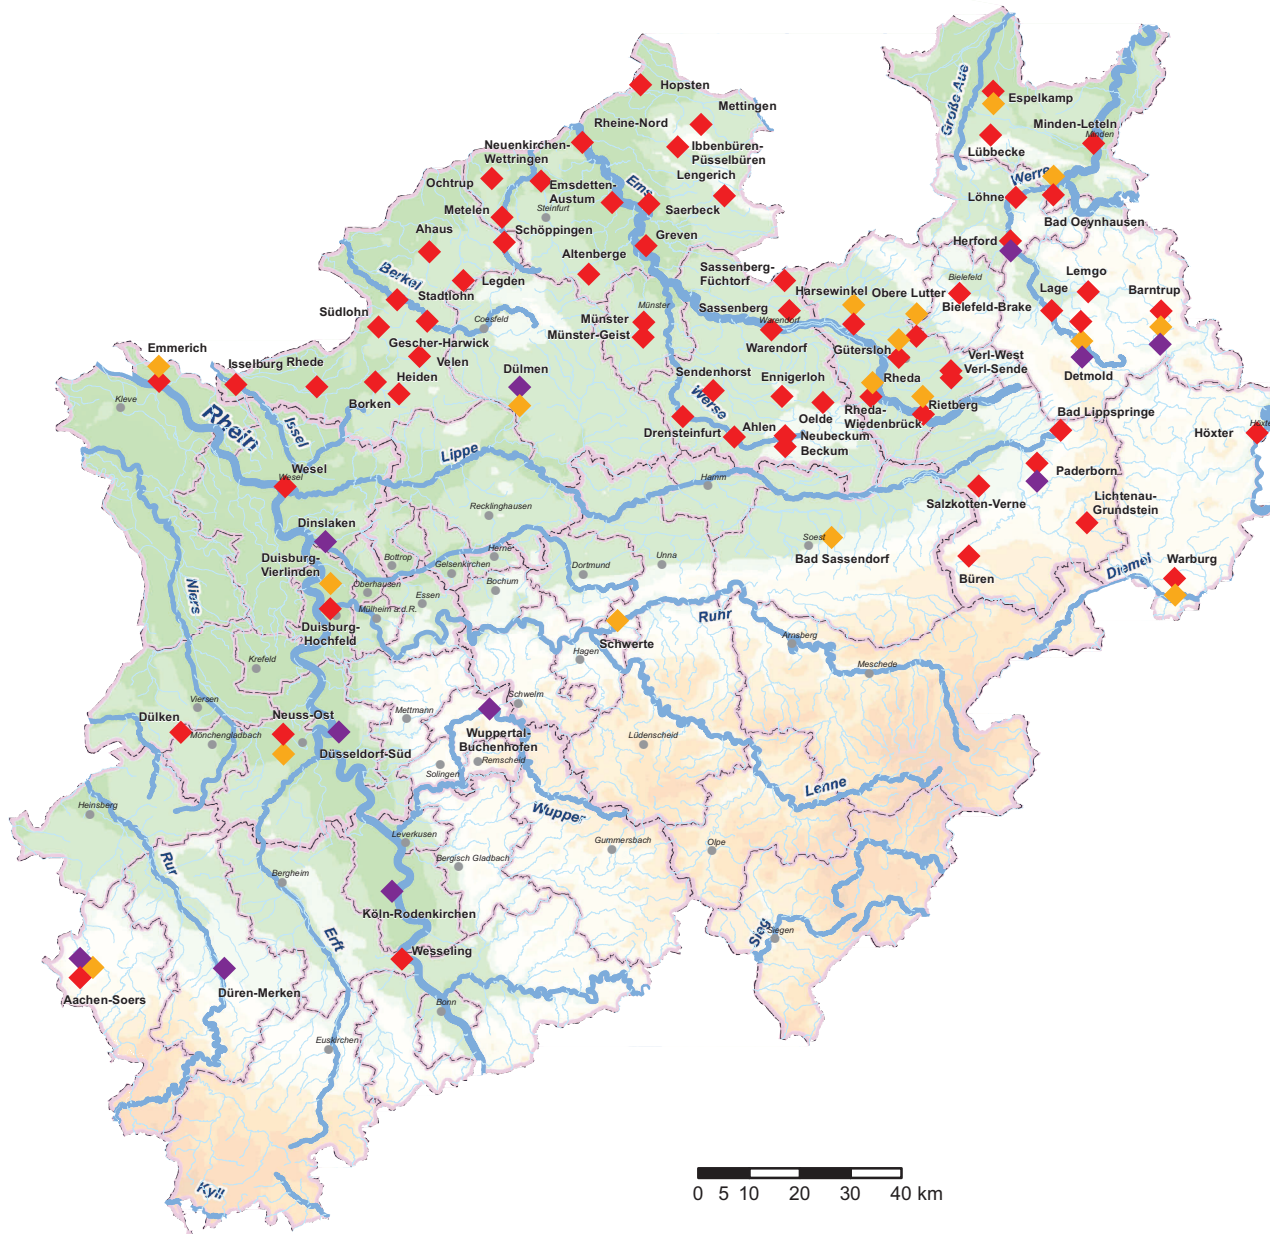 Hopsten
Mettingen
Rheine-Nord
Ibbenbüren-
Püsselbüren
Neuenkirchen-
Wettringen
Lengerich
Ochtrup
Emsdetten-
Austum
Ems
Metelen
Steinfurt
Saerbeck
Schöppingen
Ahaus
Greven
Altenberge
Berkel
Legden
Stadtlohn
Südlohn
Coesfeld
Gescher-Harwick
Velen
Münster
Münster
Münster-Geist
Große Aue
Espelkamp
Minden-Leteln
Minden
Lübbecke
Werre
Löhne
Bad Oeynhausen
Herford
Bielefeld
Bielefeld-Brake
Lemgo
Lage
Barntrup
Detmold
Sassenberg-
Füchtorf
Harsewinkel
Obere Lutter
Sassenberg
Warendorf
Warendorf
Gütersloh
Verl-West
Verl-Sende
Rheda
Rheda-
Wiedenbrück
Rietberg
Sendenhorst
Ennigerloh
Werse
Oelde
Drensteinfurt
Ahlen
Neubeckum
Beckum
Emmerich
Isselburg
Rhede
Heiden
Borken
Dülmen
Kleve
Rhein
Issel
Wesel
Wesel
Lippe
Hamm
Bad Lippspringe
Höxter
Paderborn
Salzkotten-Verne
Lichtenau-
Grundstein
Büren
Warburg
Diemel
Recklinghausen
Dinslaken
Duisburg-
Vierlinden
Bottrop
Herne
Gelsenkirchen
Oberhausen
Bochum
Dortmund
Unna
Soest
Bad Sassendorf
Essen
Mülheim a.d.R.
Duisburg-
Hochfeld
Niers
Schwerte
Ruhr
Arnsberg
Meschede
Hagen
Krefeld
Viersen
Mettmann
Schwelm
Dülken
Mönchengladbach
Neuss-Ost
Düsseldorf-Süd
Wuppertal-
Buchenhofen
Remscheid
Solingen
Lüdenscheid
Lenne
Wupper
Heinsberg
Leverkusen
Gummersbach
Olpe
Bergisch Gladbach
Rur
Bergheim
Köln-Rodenkirchen
Erft
Wesseling
Sieg
Siegen
Aachen-Soers
Düren-Merken
Bonn
Euskirchen
Kyll
0 5 10 20 30 40 km